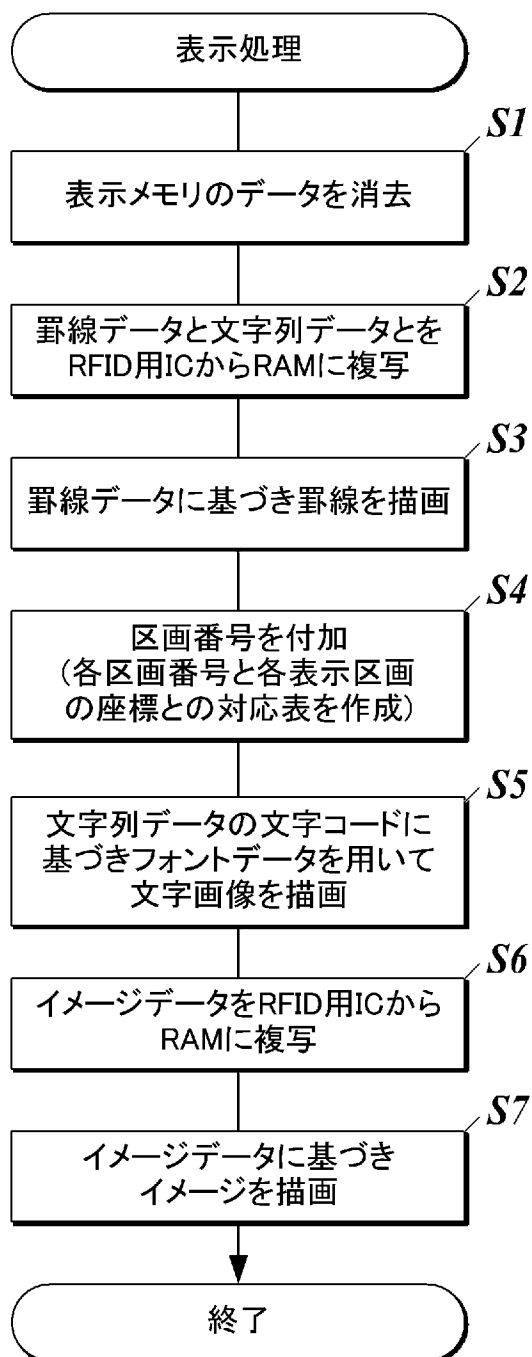 表示処理
S1
表示メモリのデータを消去
S2
罫線データと文字列データとを
RFID用ICからRAMに複写
S3
罫線データに基づき罫線を描画
S4
区画番号を付加
(各区画番号と各表示区画
の座標との対応表を作成)
S5
文字列データの文字コードに
基づきフォントデータを用いて
文字画像を描画
S6
イメージデータをRFID用ICから
RAMに複写
S7
イメージデータに基づき
イメージを描画
終了